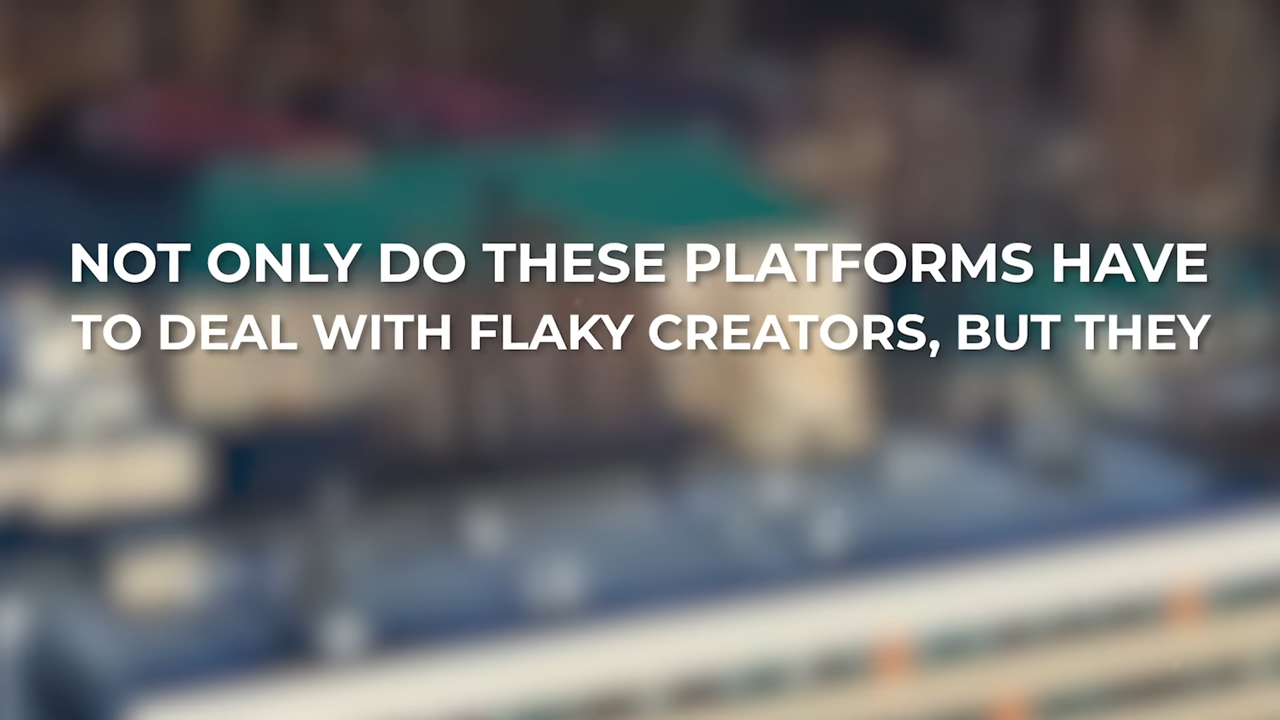 NOT ONLY DO THESE PLATFORMS HAVE
TO DEAL WITH FLAKY CREATORS, BUT THEY